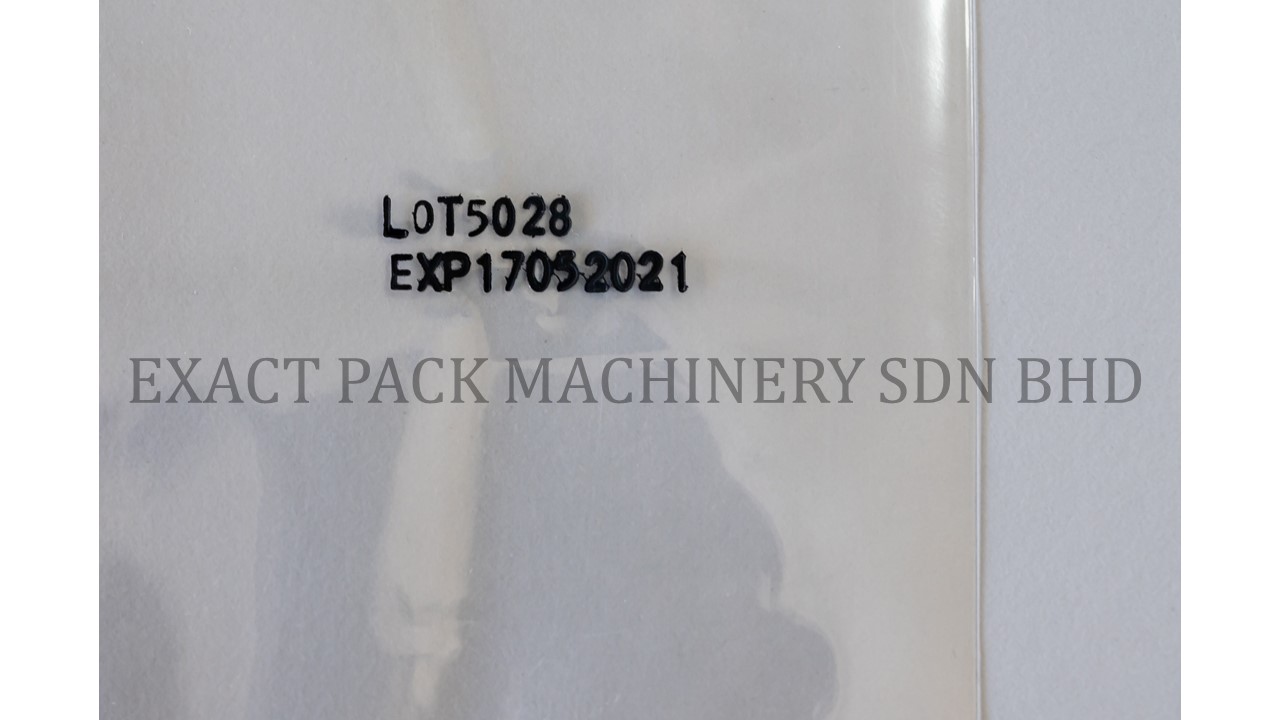 LOT5028
EXP17052021
EXACT PACK MACHINERY SDN BHD